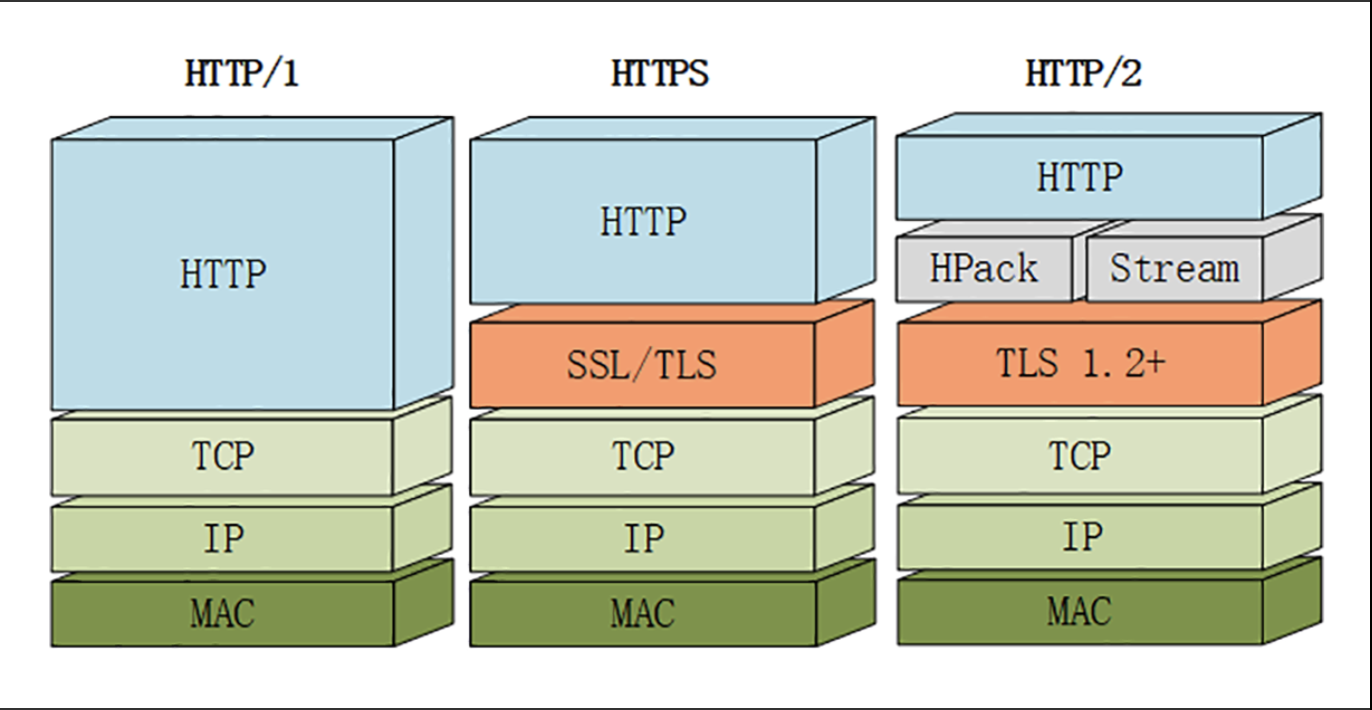 HTTP/1
HTTP
TCP
IP
MAC
HTTPS
HTTP
SSL/TLS
TCP
IP
MAC
HTTP/2
HTTP
HPack
Stream
TLS 1.2+
TCP
IP
MAC